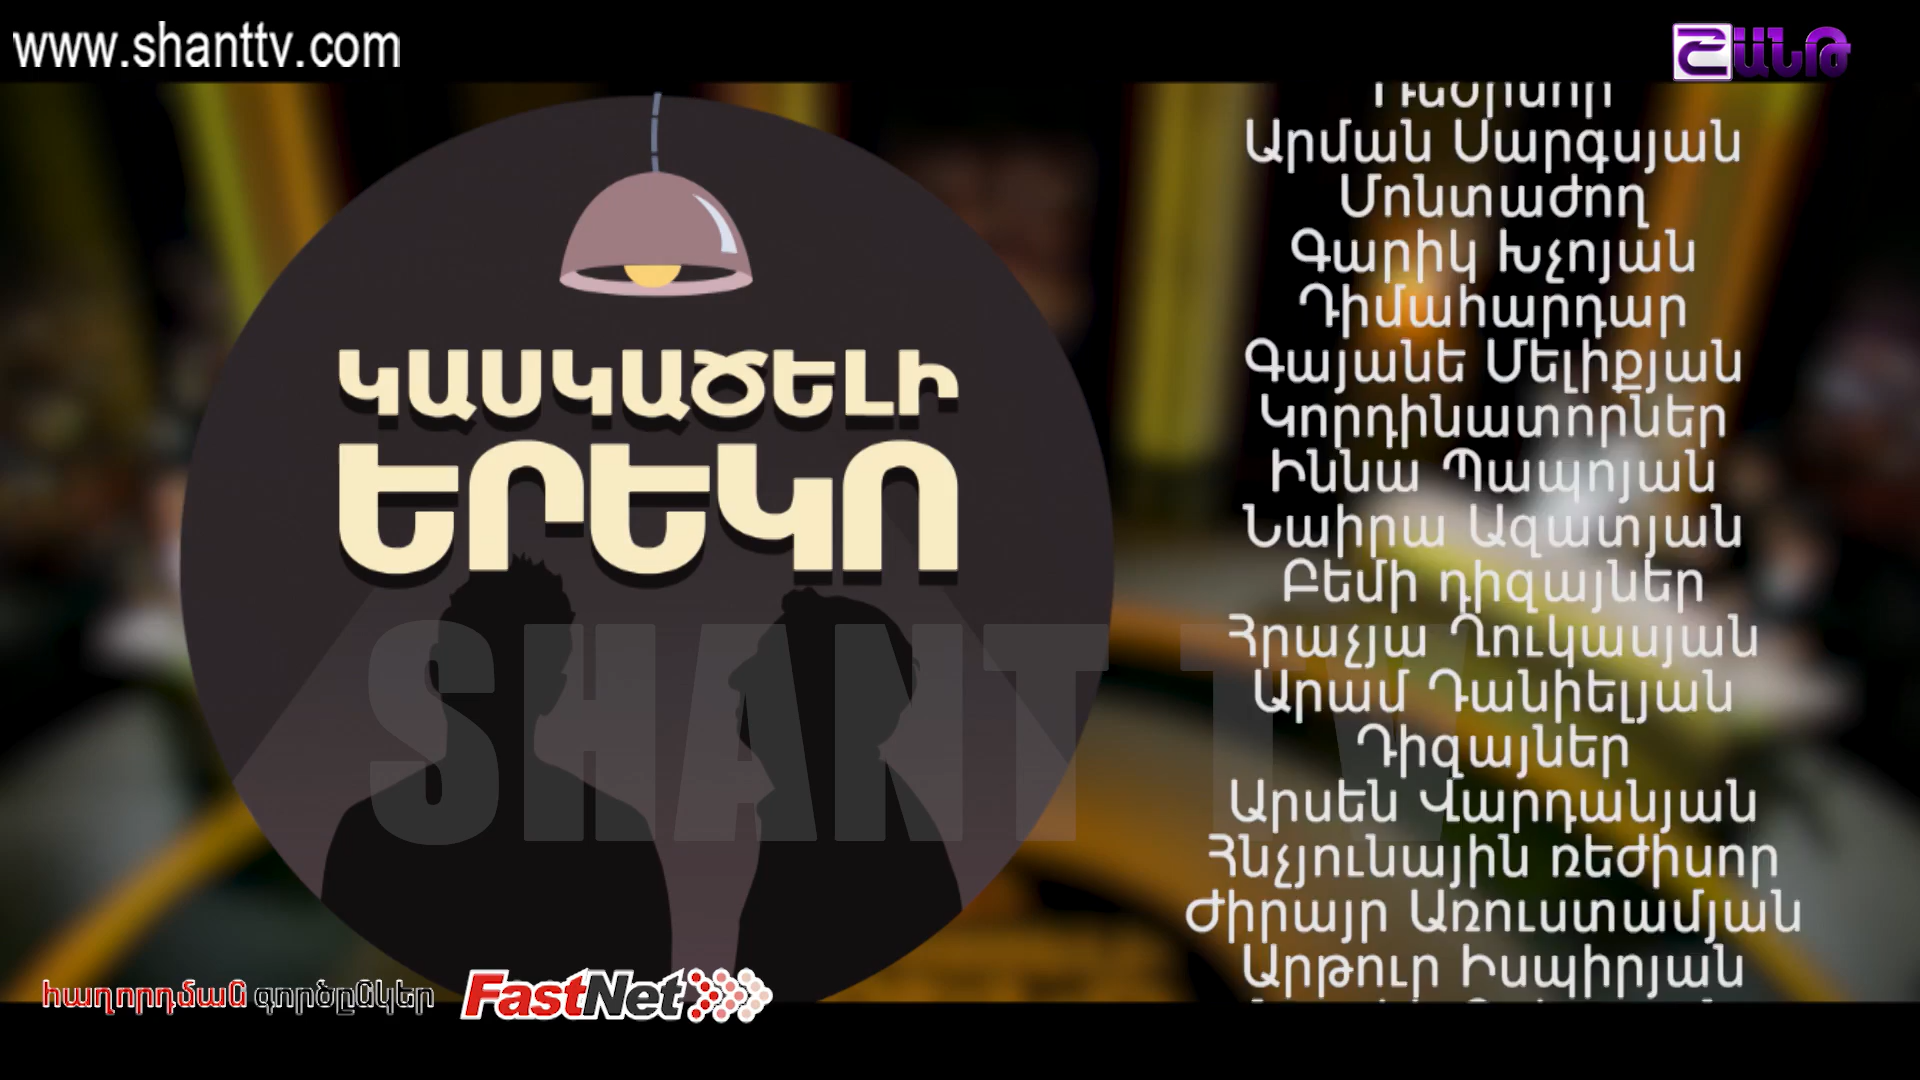 www.shanttv.com
ՇԱՆԹ
ԿԱՍԿԱԾԵԼԻ
ԵՐԵԿՈ
SHANT TV
Ռեժիսոր
Արման Սարգսյան
Մոնտաժող
Գարիկ Խչոյան
Դիմահարդար
Գայանե Մելիքյան
Կորդինատորներ
Իննա Պապոյան
Նաիրա Ազատյան
Բեմի դիզայներ
Հրաչյա Ղուկասյան
Արամ Դանիելյան
Դիզայներ
Արսեն Վարդանյան
Հնչյունային ռեժիսոր
Ժիրայր Առուստամյան
Արթուր Իսպիրյան
հաղորդման գործընկեր
FastNet